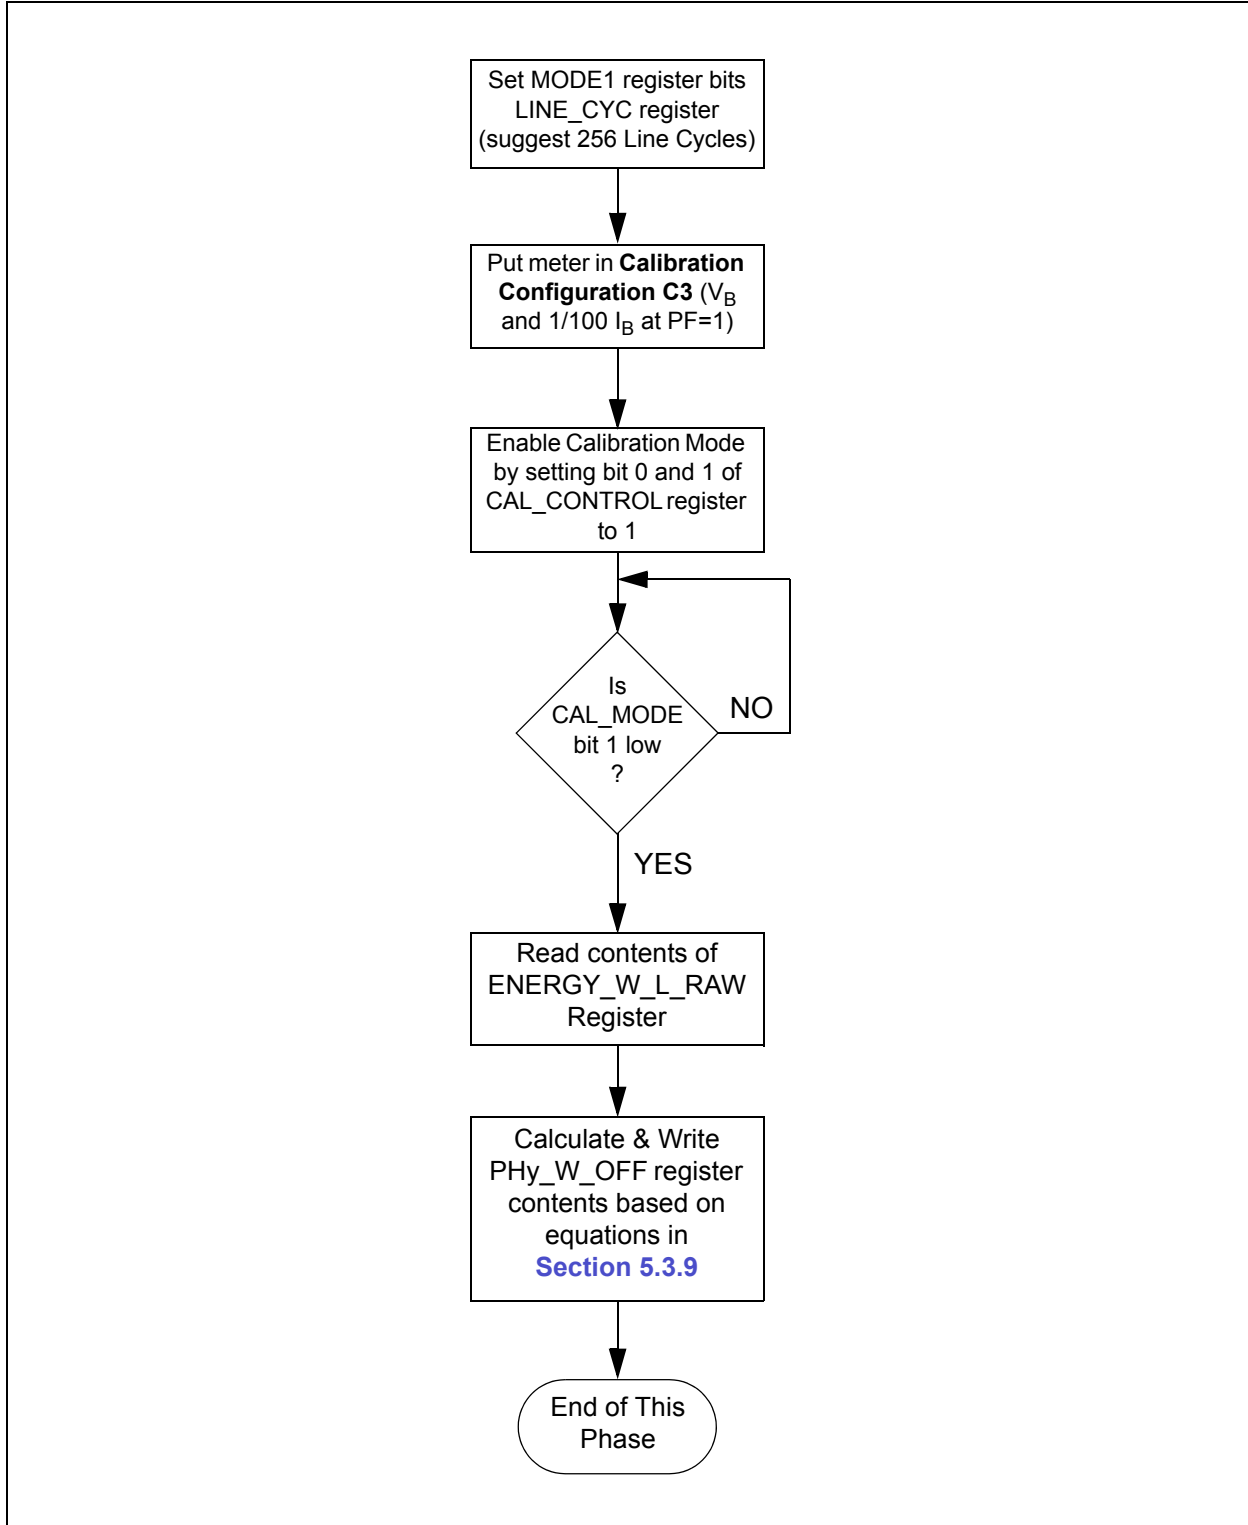 Set MODE1 register bits
LINE_CYC register
(suggest 256 Line Cycles)
Put meter in Calibration
Configuration C3 (VB
and 1/100 IB at PF=1)
Enable Calibration Mode
by setting bit 0 and 1 of
CAL_CONTROL register
to 1
Is
CAL_MODE
bit 1 low
?
NO
YES
Read contents of
ENERGY_W_L_RAW
Register
Calculate & Write
PHy_W_OFF register
contents based on
equations in
Section 5.3.9
End of This
Phase